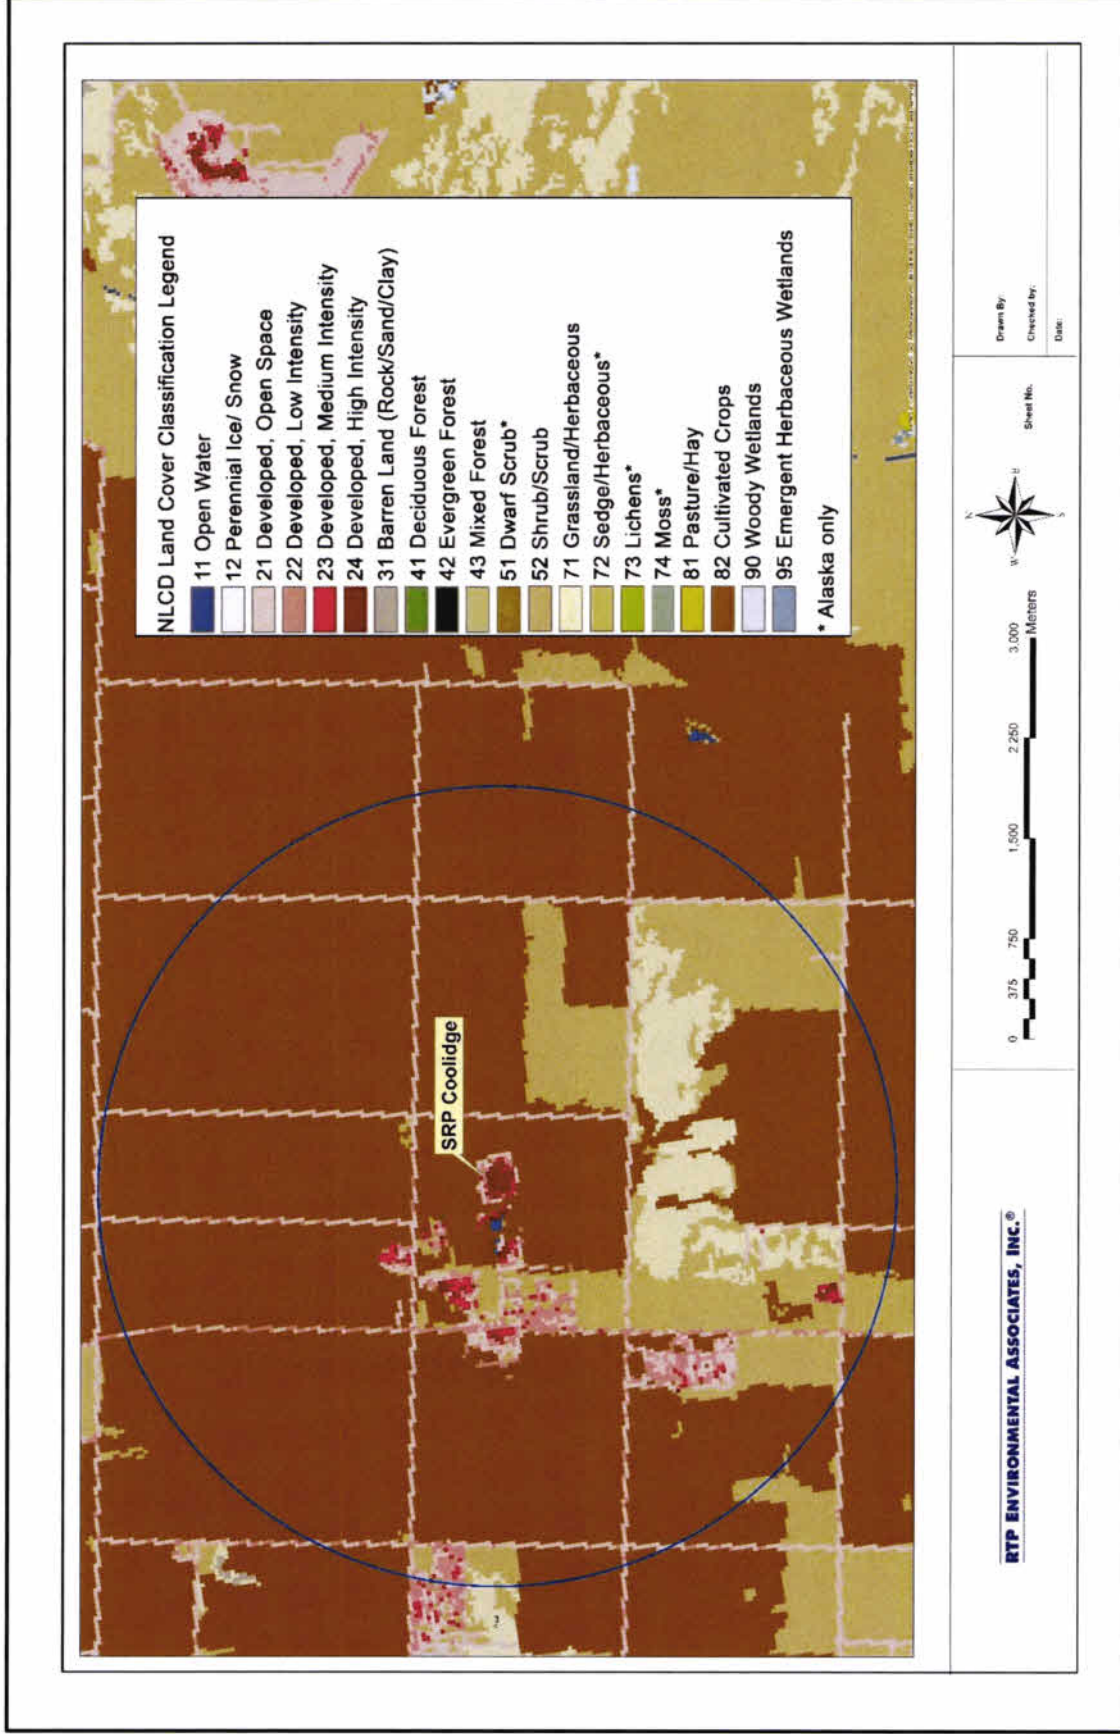 SRP Coolidge
NLCD Land Cover Classification Legend
11 Open Water
12 Perennial Ice/ Snow
21 Developed, Open Space
22 Developed, Low Intensity
23 Developed, Medium Intensity
24 Developed, High Intensity
31 Barren Land (Rock/Sand/Clay)
41 Deciduous Forest
42 Evergreen Forest
43 Mixed Forest
51 Dwarf Scrub*
52 Shrub/Scrub
71 Grassland/Herbaceous
72 Sedge/Herbaceous*
73 Lichens*
74 Moss*
81 Pasture/Hay
82 Cultivated Crops
90 Woody Wetlands
95 Emergent Herbaceous Wetlands
* Alaska only
RTP ENVIRONMENTAL ASSOCIATES, INC.®
0 375 750 1,500 2,250 3,000
Meters
N
W E
S
Sheet No.
Drawn By:
Checked by:
Date: